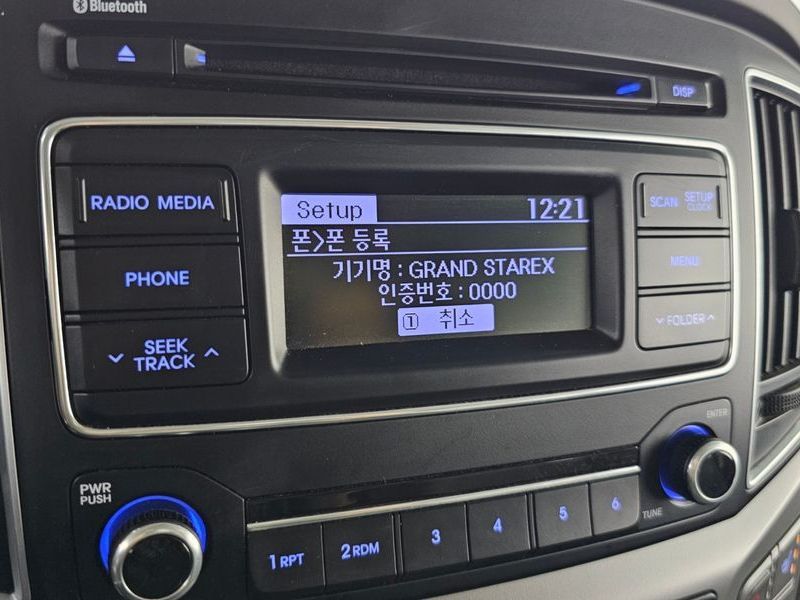 Bluetooth
DISP
RADIO MEDIA
PHONE
SEEK
TRACK
Setup 12:21
폰>폰 등록
기기명 : GRAND STAREX
인증번호 : 0000
1 취소
SCAN SETUP
CLOCK
MENU
FOLDER
PWR
PUSH
1 RPT
2 RDM
3
4
5
6
ENTER
TUNE